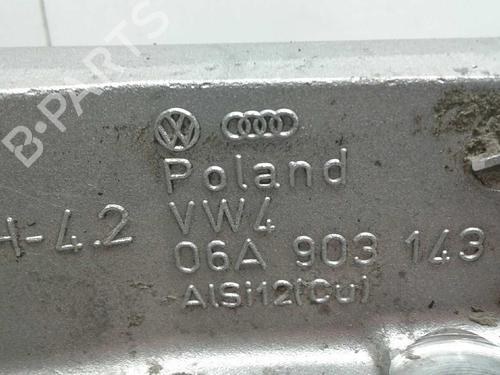 B-PARTS
Poland
H-4.2 VW4
06A 903 143
AlSi12(Cu)